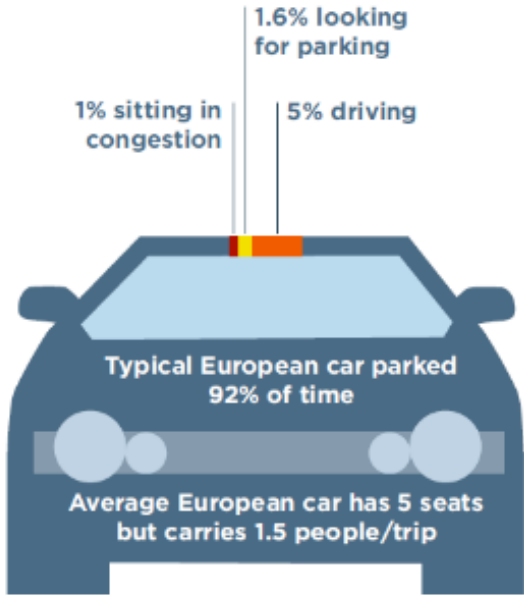 1.6% looking
for parking
1% sitting in
congestion
5% driving
Typical European car parked
92% of time
Average European car has 5 seats
but carries 1.5 people/trip